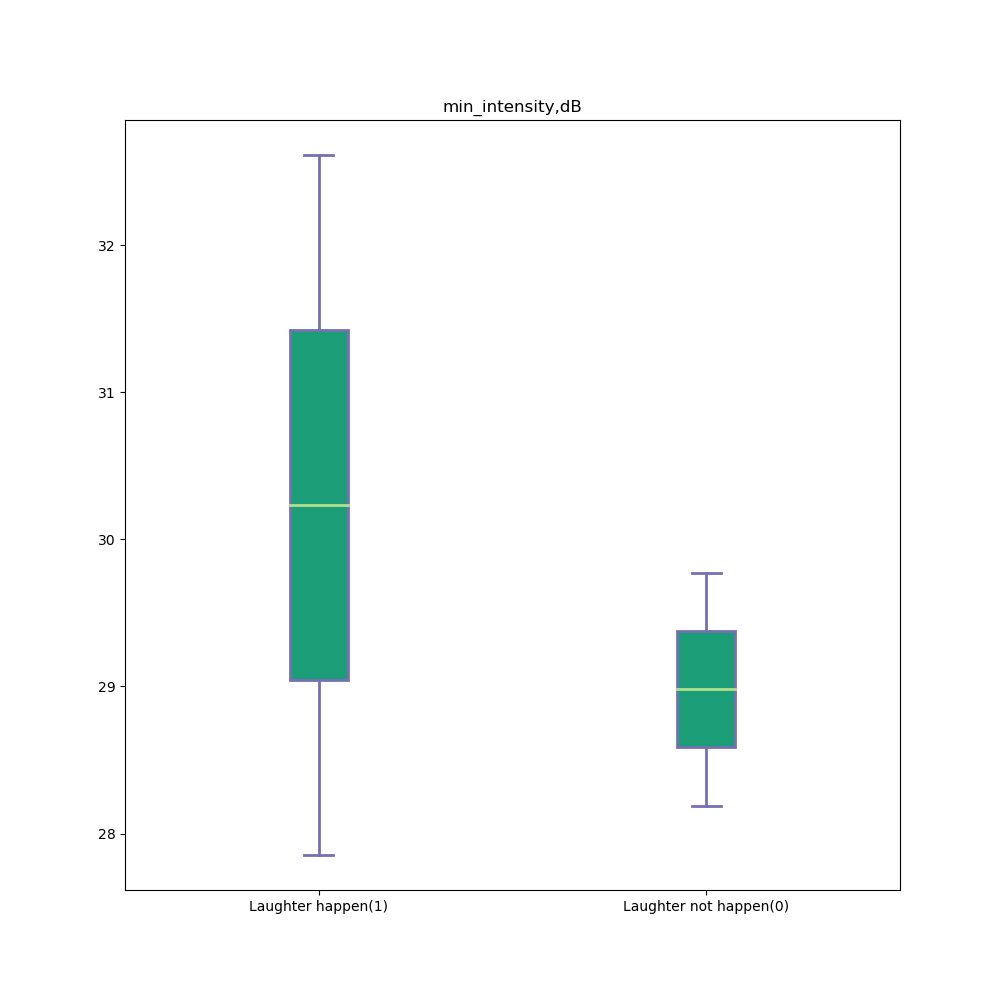 min_intensity,dB
32
31
30
29
28
Laughter happen(1)
Laughter not happen(0)